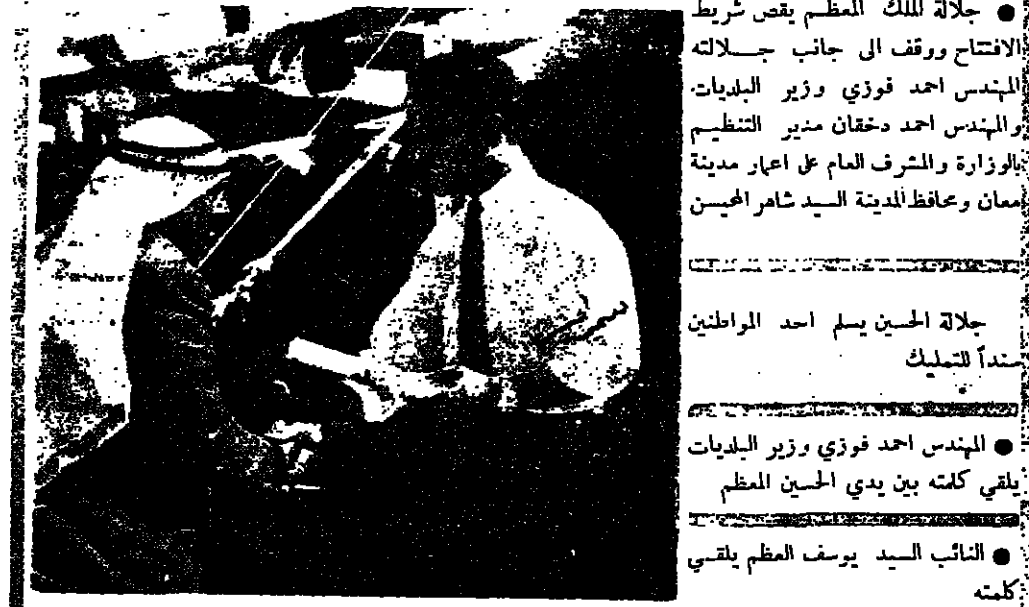 ● جلالة الملك المعظم يقص شريط
الافتتاح ووقف الى جانب جلالته
المهندس احمد فوزي وزير البلديات
والمهندس احمد دخقان مدير التنظيم
بالوزارة والمشرف العام على اعمار مدينة
معان ومحافظ المدينة السيد شاهر المحيسن
جلالة الحسين يسلم احد المواطنين
سنداً للتمليك
● المهندس احمد فوزي وزير البلديات
يلقي كلمته بين يدي الحسين المعظم
● النائب السيد يوسف العظم يلقي
كلمته